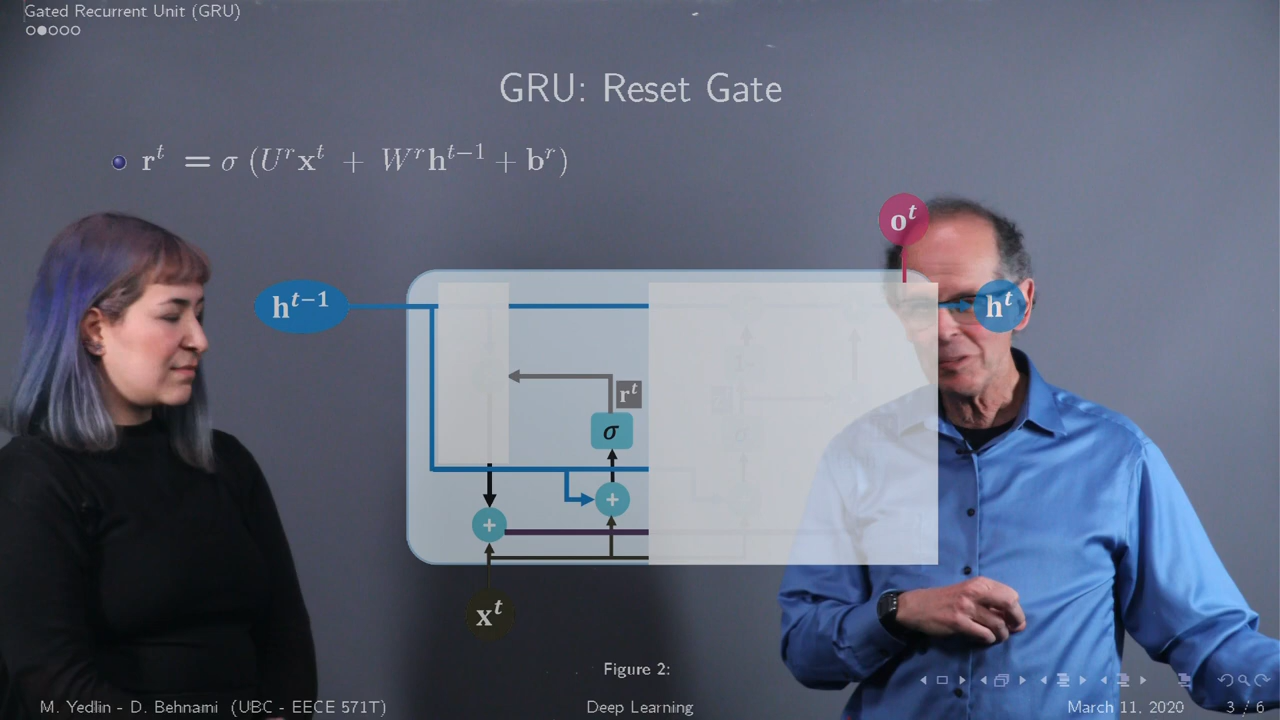 Gated Recurrent Unit (GRU)
GRU: Reset Gate
r^t = σ (U^r x^t + W^r h^{t−1} + b^r)
o^t
h^{t−1}
h^t
r^t
σ
+
+
x^t
Figure 2:
M. Yedlin - D. Behnami (UBC - EECE 571T)
Deep Learning
March 11, 2020
3 / 6